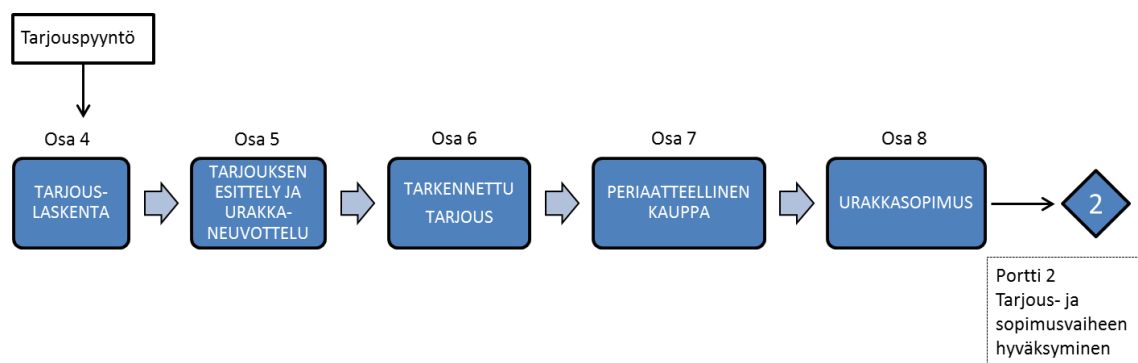 Tarjouspyyntö
Osa 4
Osa 5
Osa 6
Osa 7
Osa 8
TARJOUS-
LASKENTA
TARJOUKSEN
ESITTELY JA
URAKKA-
NEUVOTTELU
TARKENNETTU
TARJOUS
PERIAATTEELLINEN
KAUPPA
URAKKASOPIMUS
2
Portti 2
Tarjous- ja
sopimusvaiheen
hyväksyminen